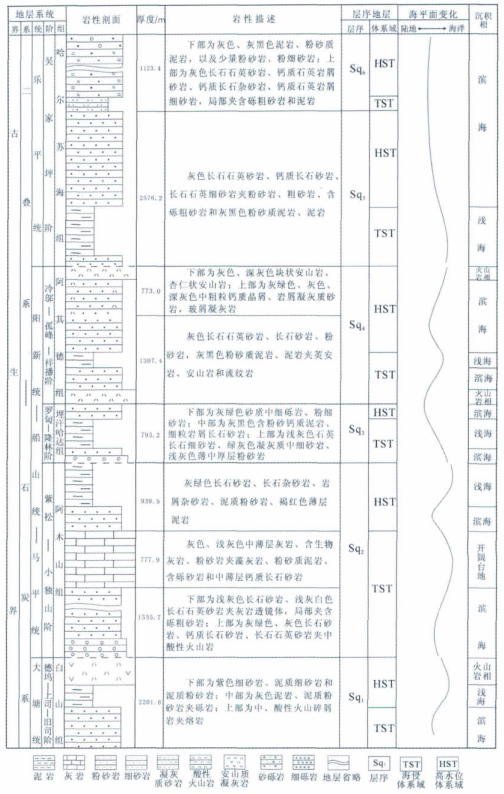 地层系统
界
系
统
阶
组
岩性剖面
厚度/m
岩性描述
层序地层
层序
体系域
海平面变化
陆地
海洋
沉积相
古生界
二叠系
石炭系
乐平统
阳新统
船山统
马平统
大塘统
吴家坪阶
冷邬
孤峰
祥播阶
罗甸
隆林阶
紫松
小独山阶
德坞
上司
旧司阶
哈尔苏海组
阿其德组
埋汗哈达组
阿木山组
白山组
1123.4
下部为灰色、灰黑色泥岩、粉砂质
泥岩,以及少量粉砂岩、粉细砂岩;上
部为灰色长石石英砂岩、钙质石英岩屑
砂岩、钙质长石杂砂岩、钙质石英岩屑
细砂岩,局部夹含砾粗砂岩和泥岩
HST
TST
滨海
2576.2
灰色长石石英砂岩、钙质长石砂岩、
长石石英细砂岩夹粉砂岩、粗砂岩、含
砾粗砂岩和灰黑色粉砂质泥岩、泥岩
HST
TST
浅海
773.0
下部为灰色、深灰色块状安山岩、
杏仁状安山岩;上部为灰绿色、灰色、
深灰色中粗粒钙质晶屑、岩屑凝灰质砂
岩,玻屑凝灰岩
火山岩相
滨海
Sq4
HST
1307.4
灰色长石石英砂岩、长石砂岩、粉
砂岩,灰黑色粉砂质泥岩、泥岩夹英安
岩、安山岩和流纹岩
TST
浅海
滨海
火山岩相
793.2
下部为灰绿色砂质中细砾岩、粉细
砂岩;中部为灰黑色含粉砂钙质泥岩、
细粒岩屑长石砂岩;上部为浅灰色石英
长石细砂岩、绿灰色凝灰质中细砂岩、
浅灰色薄中厚层粉砂岩
HST
TST
滨海
浅海
滨海
939.5
灰绿色长石砂岩、长石杂砂岩、岩
屑杂砂岩、泥质粉砂岩、褐红色薄层
泥岩
HST
浅海
滨海
777.9
灰色、浅灰色中薄层灰岩、含生物
灰岩、粉砂岩夹藻灰岩、粉砂质泥岩、
含砾砂岩和中薄层钙质长石砂岩
Sq2
TST
开阔台地
下部为浅灰色长石砂岩、浅灰白色
长石石英砂岩夹灰岩透镜体,局部夹含
砾粗砂岩;上部为灰绿、灰色长石砂
岩、钙质长石砂岩、长石石英砂岩夹中
酸性火山岩
滨海
下部为紫色细砂岩、泥质细砂岩和
泥质粉砂岩;中部为灰色泥岩、泥质粉
砂岩夹砾岩;上部为中、酸性火山碎屑
岩夹熔岩
Sq1
HST
TST
火山岩相
浅海
滨海
泥岩
灰岩
粉砂岩
细砂岩
凝灰质砂岩
酸性火山岩
安山质凝灰岩
砂砾岩
细砾岩
地层省略
Sq1
层序
TST
海侵体系域
HST
高水位体系域